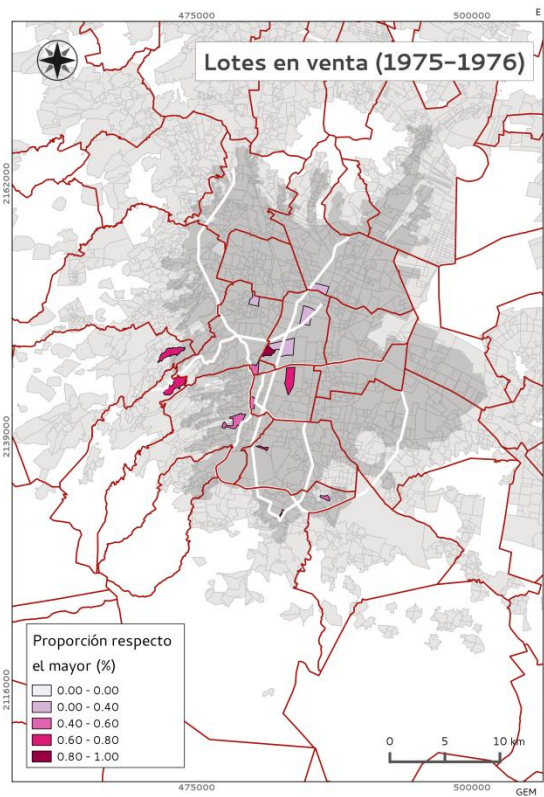 475000
500000
E
Lotes en venta (1975–1976)
2162000
2139000
2116000
Proporción respecto
el mayor (%)
0.00 - 0.00
0.00 - 0.40
0.40 - 0.60
0.60 - 0.80
0.80 - 1.00
0 5 10 km
475000
500000
GEM